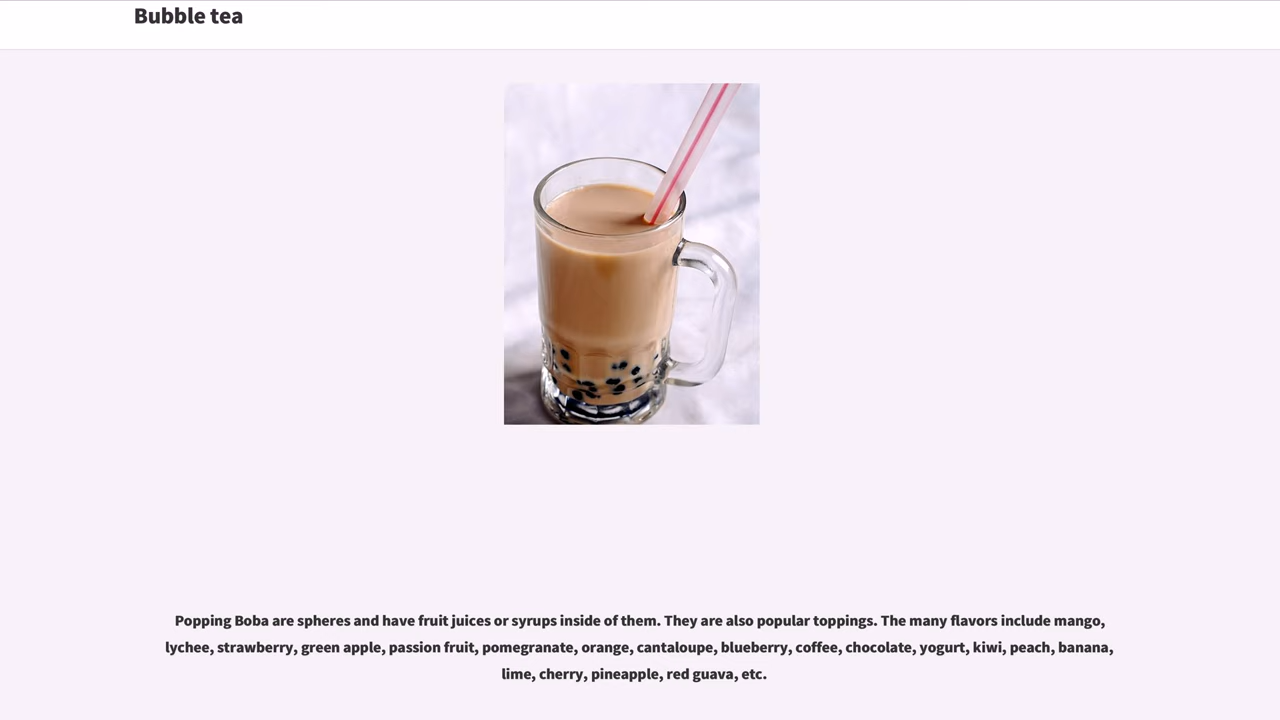 Bubble tea
Popping Boba are spheres and have fruit juices or syrups inside of them. They are also popular toppings. The many flavors include mango,
lychee, strawberry, green apple, passion fruit, pomegranate, orange, cantaloupe, blueberry, coffee, chocolate, yogurt, kiwi, peach, banana,
lime, cherry, pineapple, red guava, etc.